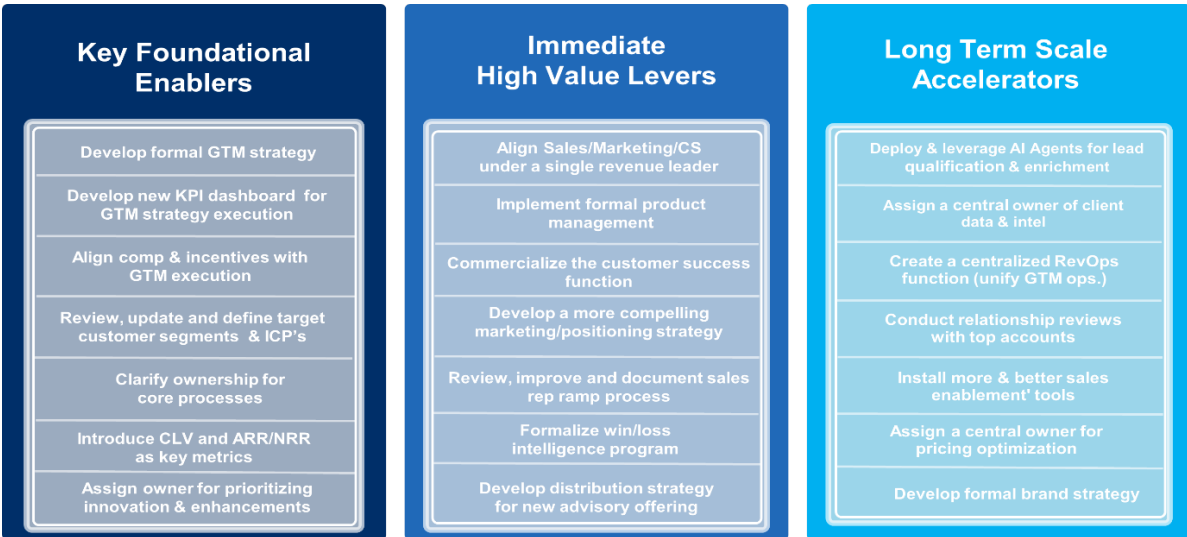 Key Foundational
Enablers
Develop formal GTM strategy
Develop new KPI dashboard for
GTM strategy execution
Align comp & incentives with
GTM execution
Review, update and define target
customer segments & ICP's
Clarify ownership for
core processes
Introduce CLV and ARR/NRR
as key metrics
Assign owner for prioritizing
innovation & enhancements
Immediate
High Value Levers
Align Sales/Marketing/CS
under a single revenue leader
Implement formal product
management
Commercialize the customer success
function
Develop a more compelling
marketing/positioning strategy
Review, improve and document sales
rep ramp process
Formalize win/loss
intelligence program
Develop distribution strategy
for new advisory offering
Long Term Scale
Accelerators
Deploy & leverage AI Agents for lead
qualification & enrichment
Assign a central owner of client
data & intel
Create a centralized RevOps
function (unify GTM ops.)
Conduct relationship reviews
with top accounts
Install more & better sales
enablement' tools
Assign a central owner for
pricing optimization
Develop formal brand strategy